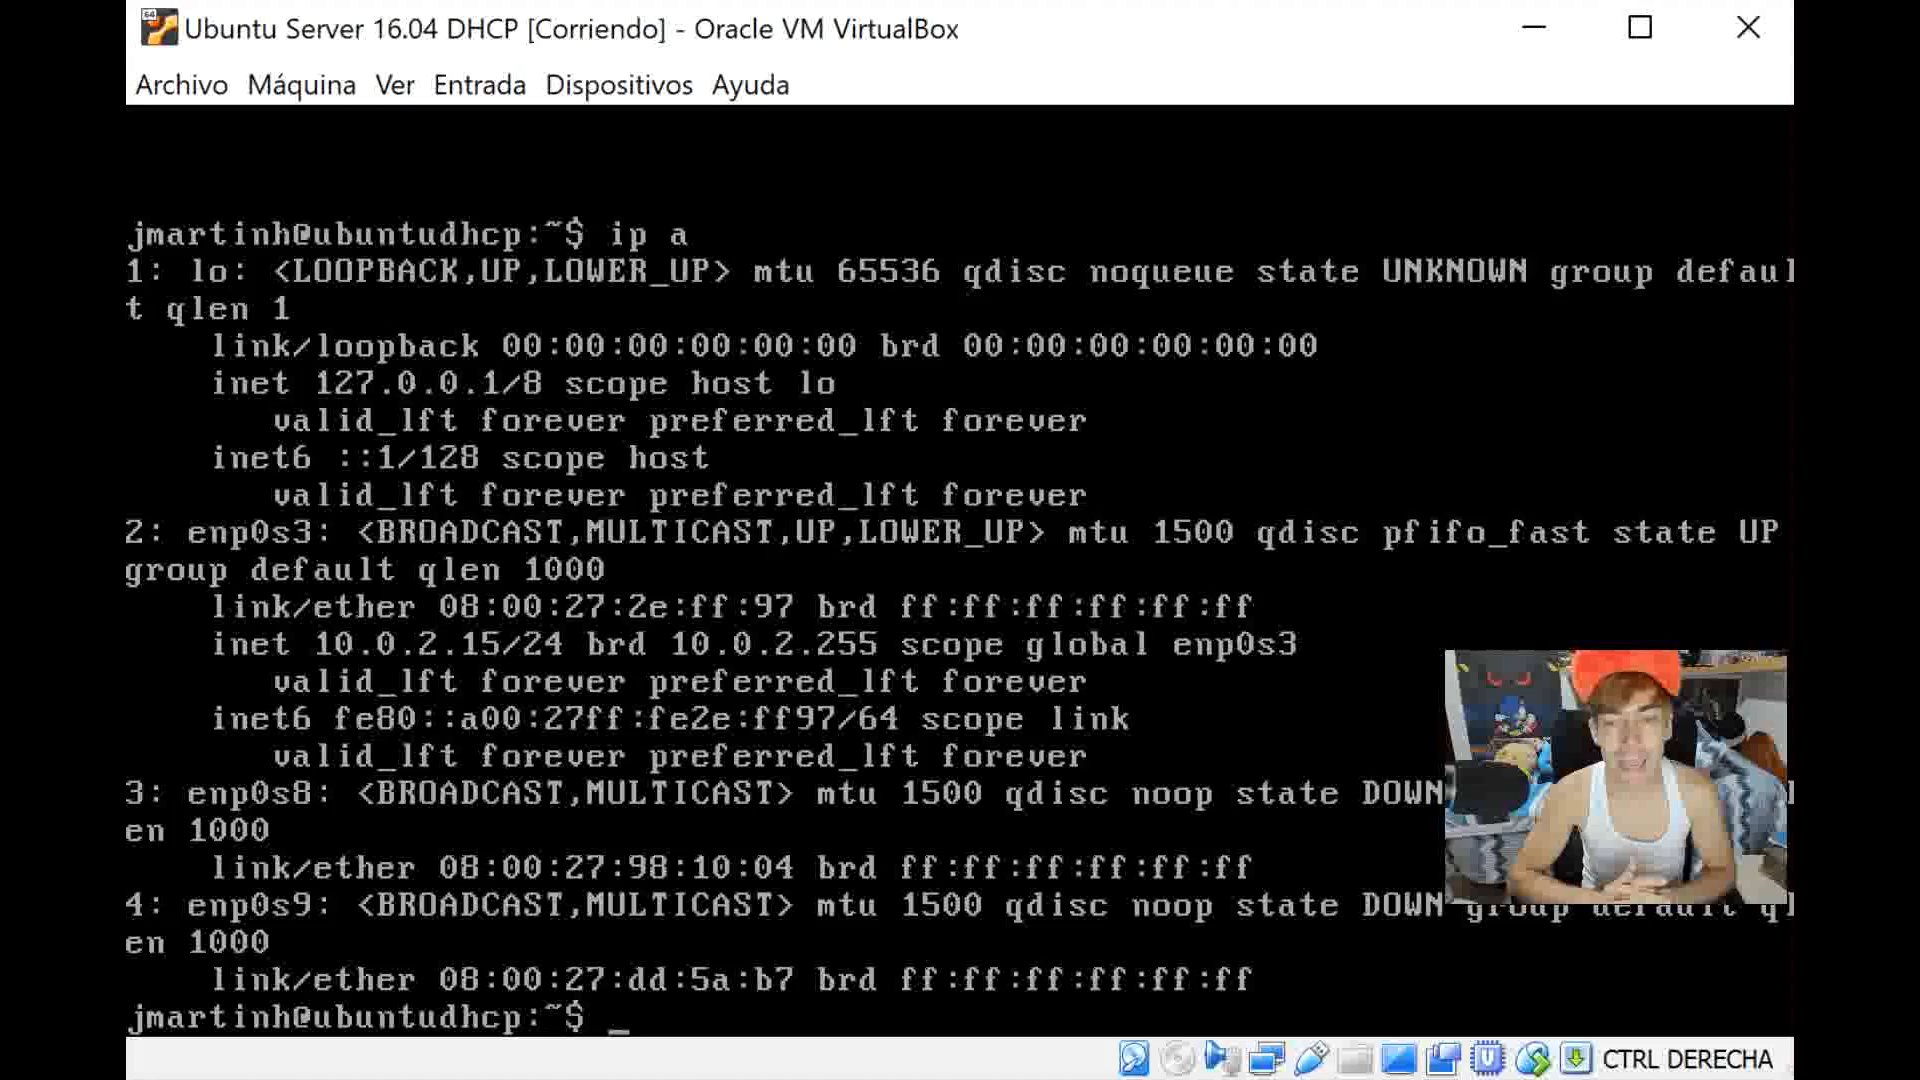 Ubuntu Server 16.04 DHCP [Corriendo] - Oracle VM VirtualBox
Archivo Máquina Ver Entrada Dispositivos Ayuda
jmartinh@ubuntudhcp:~$ ip a
1: lo: <LOOPBACK,UP,LOWER_UP> mtu 65536 qdisc noqueue state UNKNOWN group defaul
t qlen 1
link/loopback 00:00:00:00:00:00 brd 00:00:00:00:00:00
inet 127.0.0.1/8 scope host lo
valid_lft forever preferred_lft forever
inet6 ::1/128 scope host
valid_lft forever preferred_lft forever
2: enp0s3: <BROADCAST,MULTICAST,UP,LOWER_UP> mtu 1500 qdisc pfifo_fast state UP
group default qlen 1000
link/ether 08:00:27:2e:ff:97 brd ff:ff:ff:ff:ff:ff
inet 10.0.2.15/24 brd 10.0.2.255 scope global enp0s3
valid_lft forever preferred_lft forever
inet6 fe80::a00:27ff:fe2e:ff97/64 scope link
valid_lft forever preferred_lft forever
3: enp0s8: <BROADCAST,MULTICAST> mtu 1500 qdisc noop state DOWN
en 1000
link/ether 08:00:27:98:10:04 brd ff:ff:ff:ff:ff:ff
4: enp0s9: <BROADCAST,MULTICAST> mtu 1500 qdisc noop state DOWN group default ql
en 1000
link/ether 08:00:27:dd:5a:b7 brd ff:ff:ff:ff:ff:ff
jmartinh@ubuntudhcp:~$ _
CTRL DERECHA